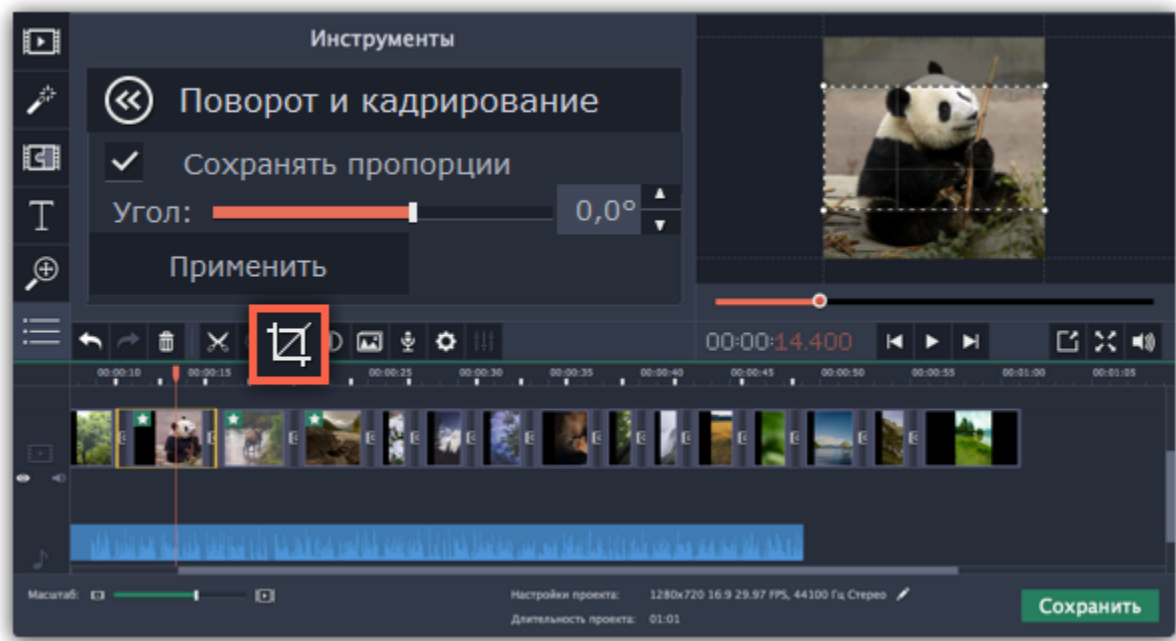 Инструменты
Поворот и кадрирование
Сохранять пропорции
Угол:
0,0°
Применить
00:00:14.400
00:00:10
00:00:15
00:00:25
00:00:30
00:00:35
00:00:40
00:00:45
00:00:50
00:00:55
00:01:00
00:01:05
Масштаб:
Настройки проекта: 1280x720 16:9 29.97 FPS, 44100 Гц Стерео
Длительность проекта: 01:01
Сохранить